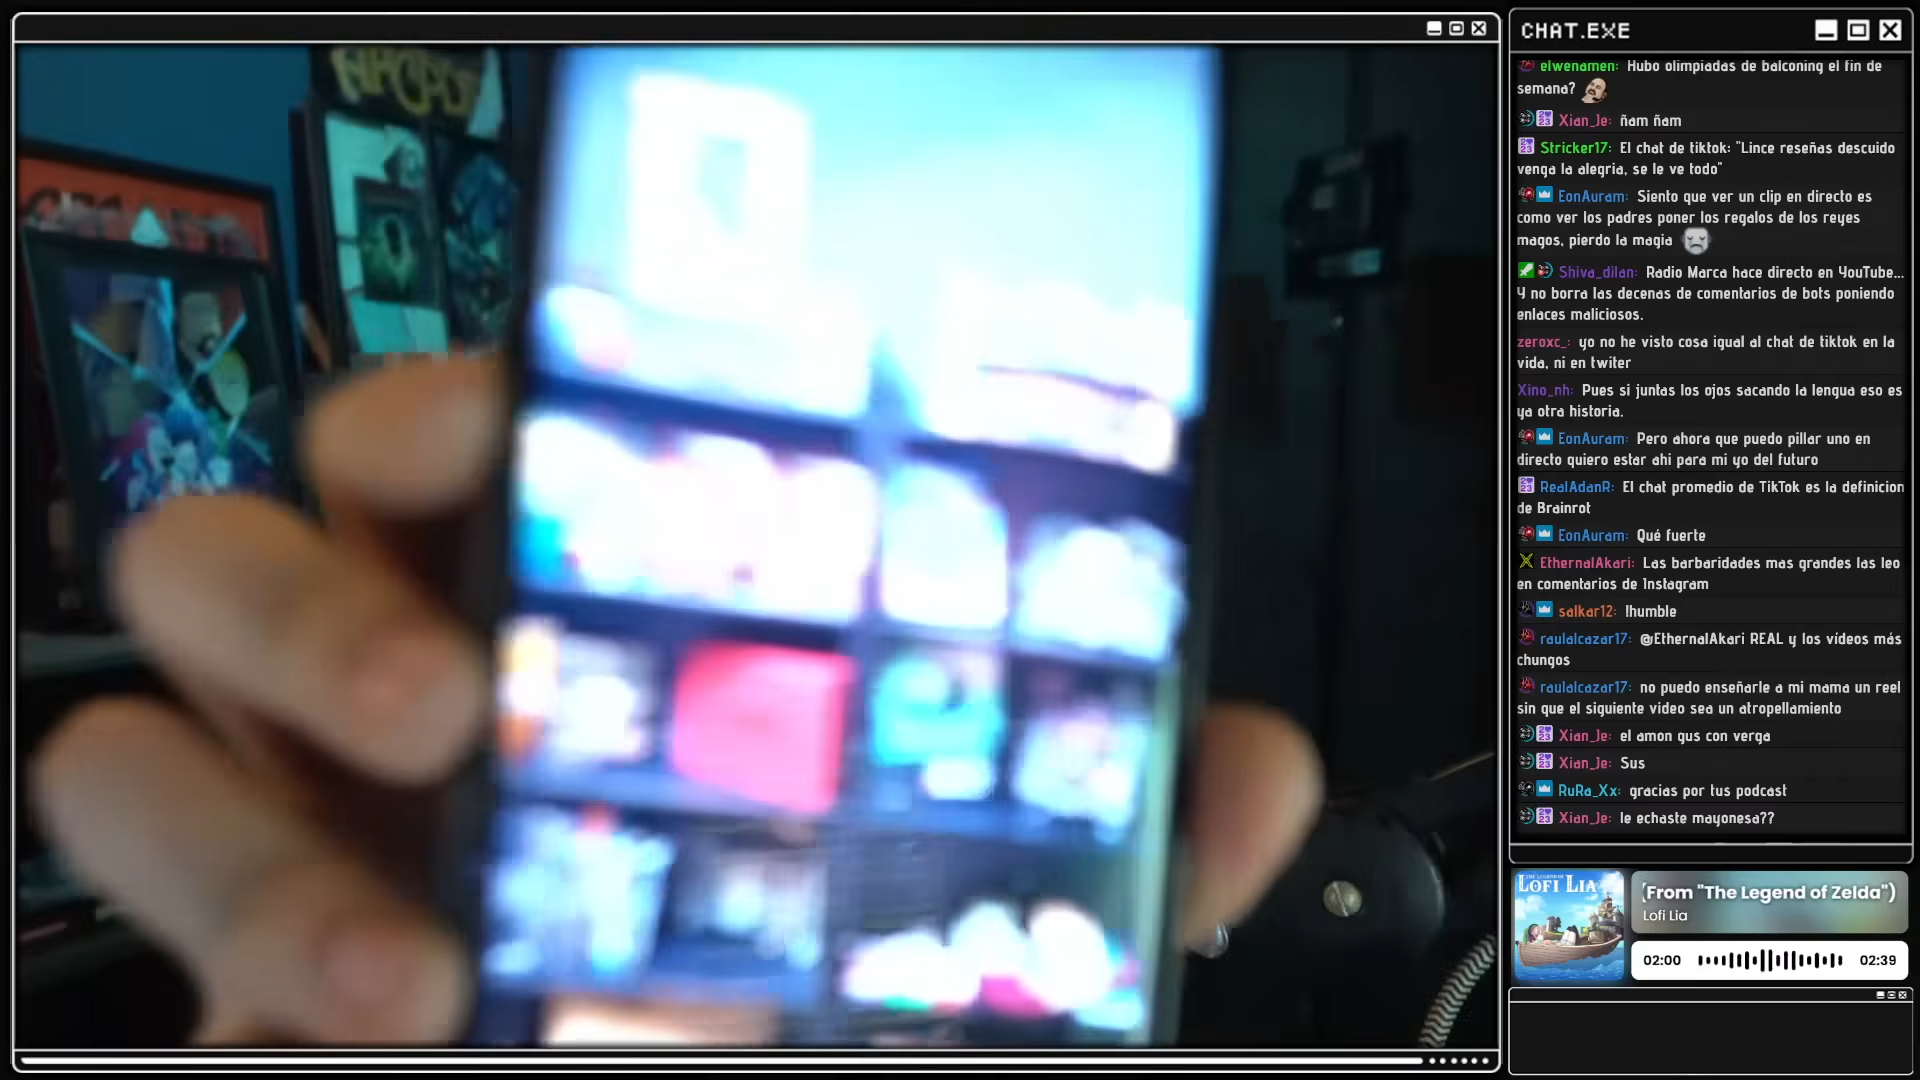 CHAT.EXE
elwenamen: Hubo olimpiadas de balconing el fin de
semana?
Xian_Je: ñam ñam
Stricker17: El chat de tiktok: "Lince reseñas descuido
venga la alegria, se le ve todo"
EonAuram: Siento que ver un clip en directo es
como ver los padres poner los regalos de los reyes
magos, pierdo la magia
Shiva_dilan: Radio Marca hace directo en YouTube...
Y no borra las decenas de comentarios de bots poniendo
enlaces maliciosos.
zeroxc_: yo no he visto cosa igual al chat de tiktok en la
vida, ni en twiter
Xino_nh: Pues si juntas los ojos sacando la lengua eso es
ya otra historia.
EonAuram: Pero ahora que puedo pillar uno en
directo quiero estar ahi para mi yo del futuro
RealAdanR: El chat promedio de TikTok es la definicion
de Brainrot
EonAuram: Qué fuerte
EthernalAkari: Las barbaridades mas grandes las leo
en comentarios de Instagram
salkar12: !humble
raulalcazar17: @EthernalAkari REAL y los vídeos más
chungos
raulalcazar17: no puedo enseñarle a mi mama un reel
sin que el siguiente video sea un atropellamiento
Xian_Je: el amon gus con verga
Xian_Je: Sus
RuRa_Xx: gracias por tus podcast
Xian_Je: le echaste mayonesa??
LOFI LIA
(From "The Legend of Zelda")
Lofi Lia
02:00
02:39